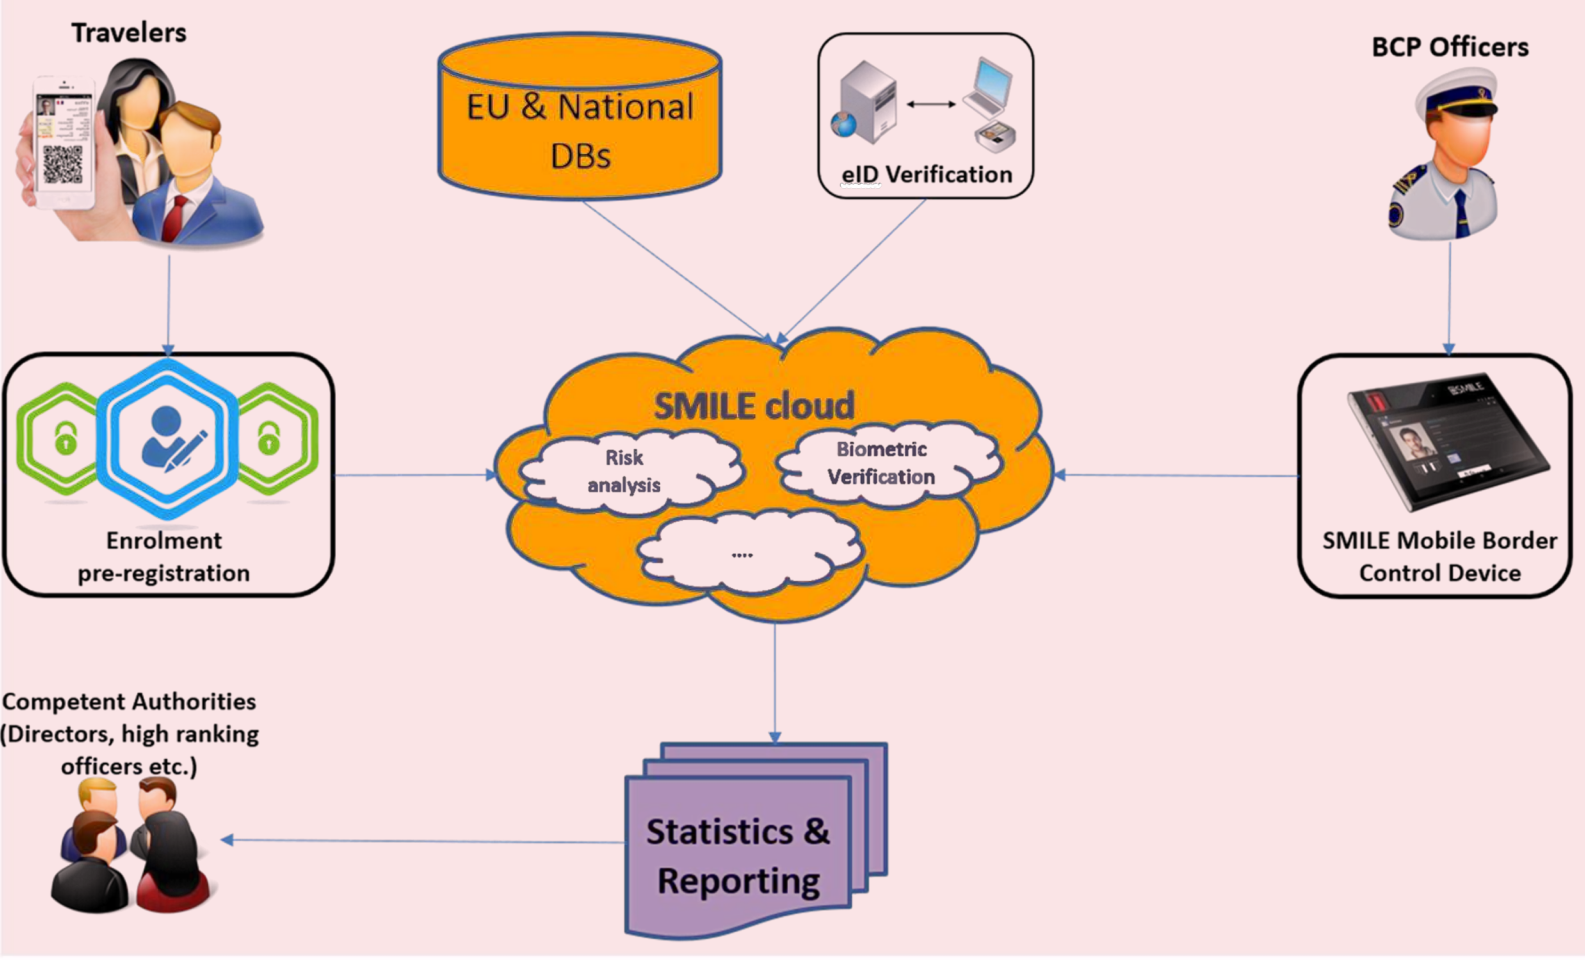 Travelers
EU & National
DBs
eID Verification
BCP Officers
SMILE cloud
Risk
analysis
Biometric
Verification
....
Enrolment
pre-registration
SMILE
SMILE Mobile Border
Control Device
Competent Authorities
(Directors, high ranking
officers etc.)
Statistics &
Reporting